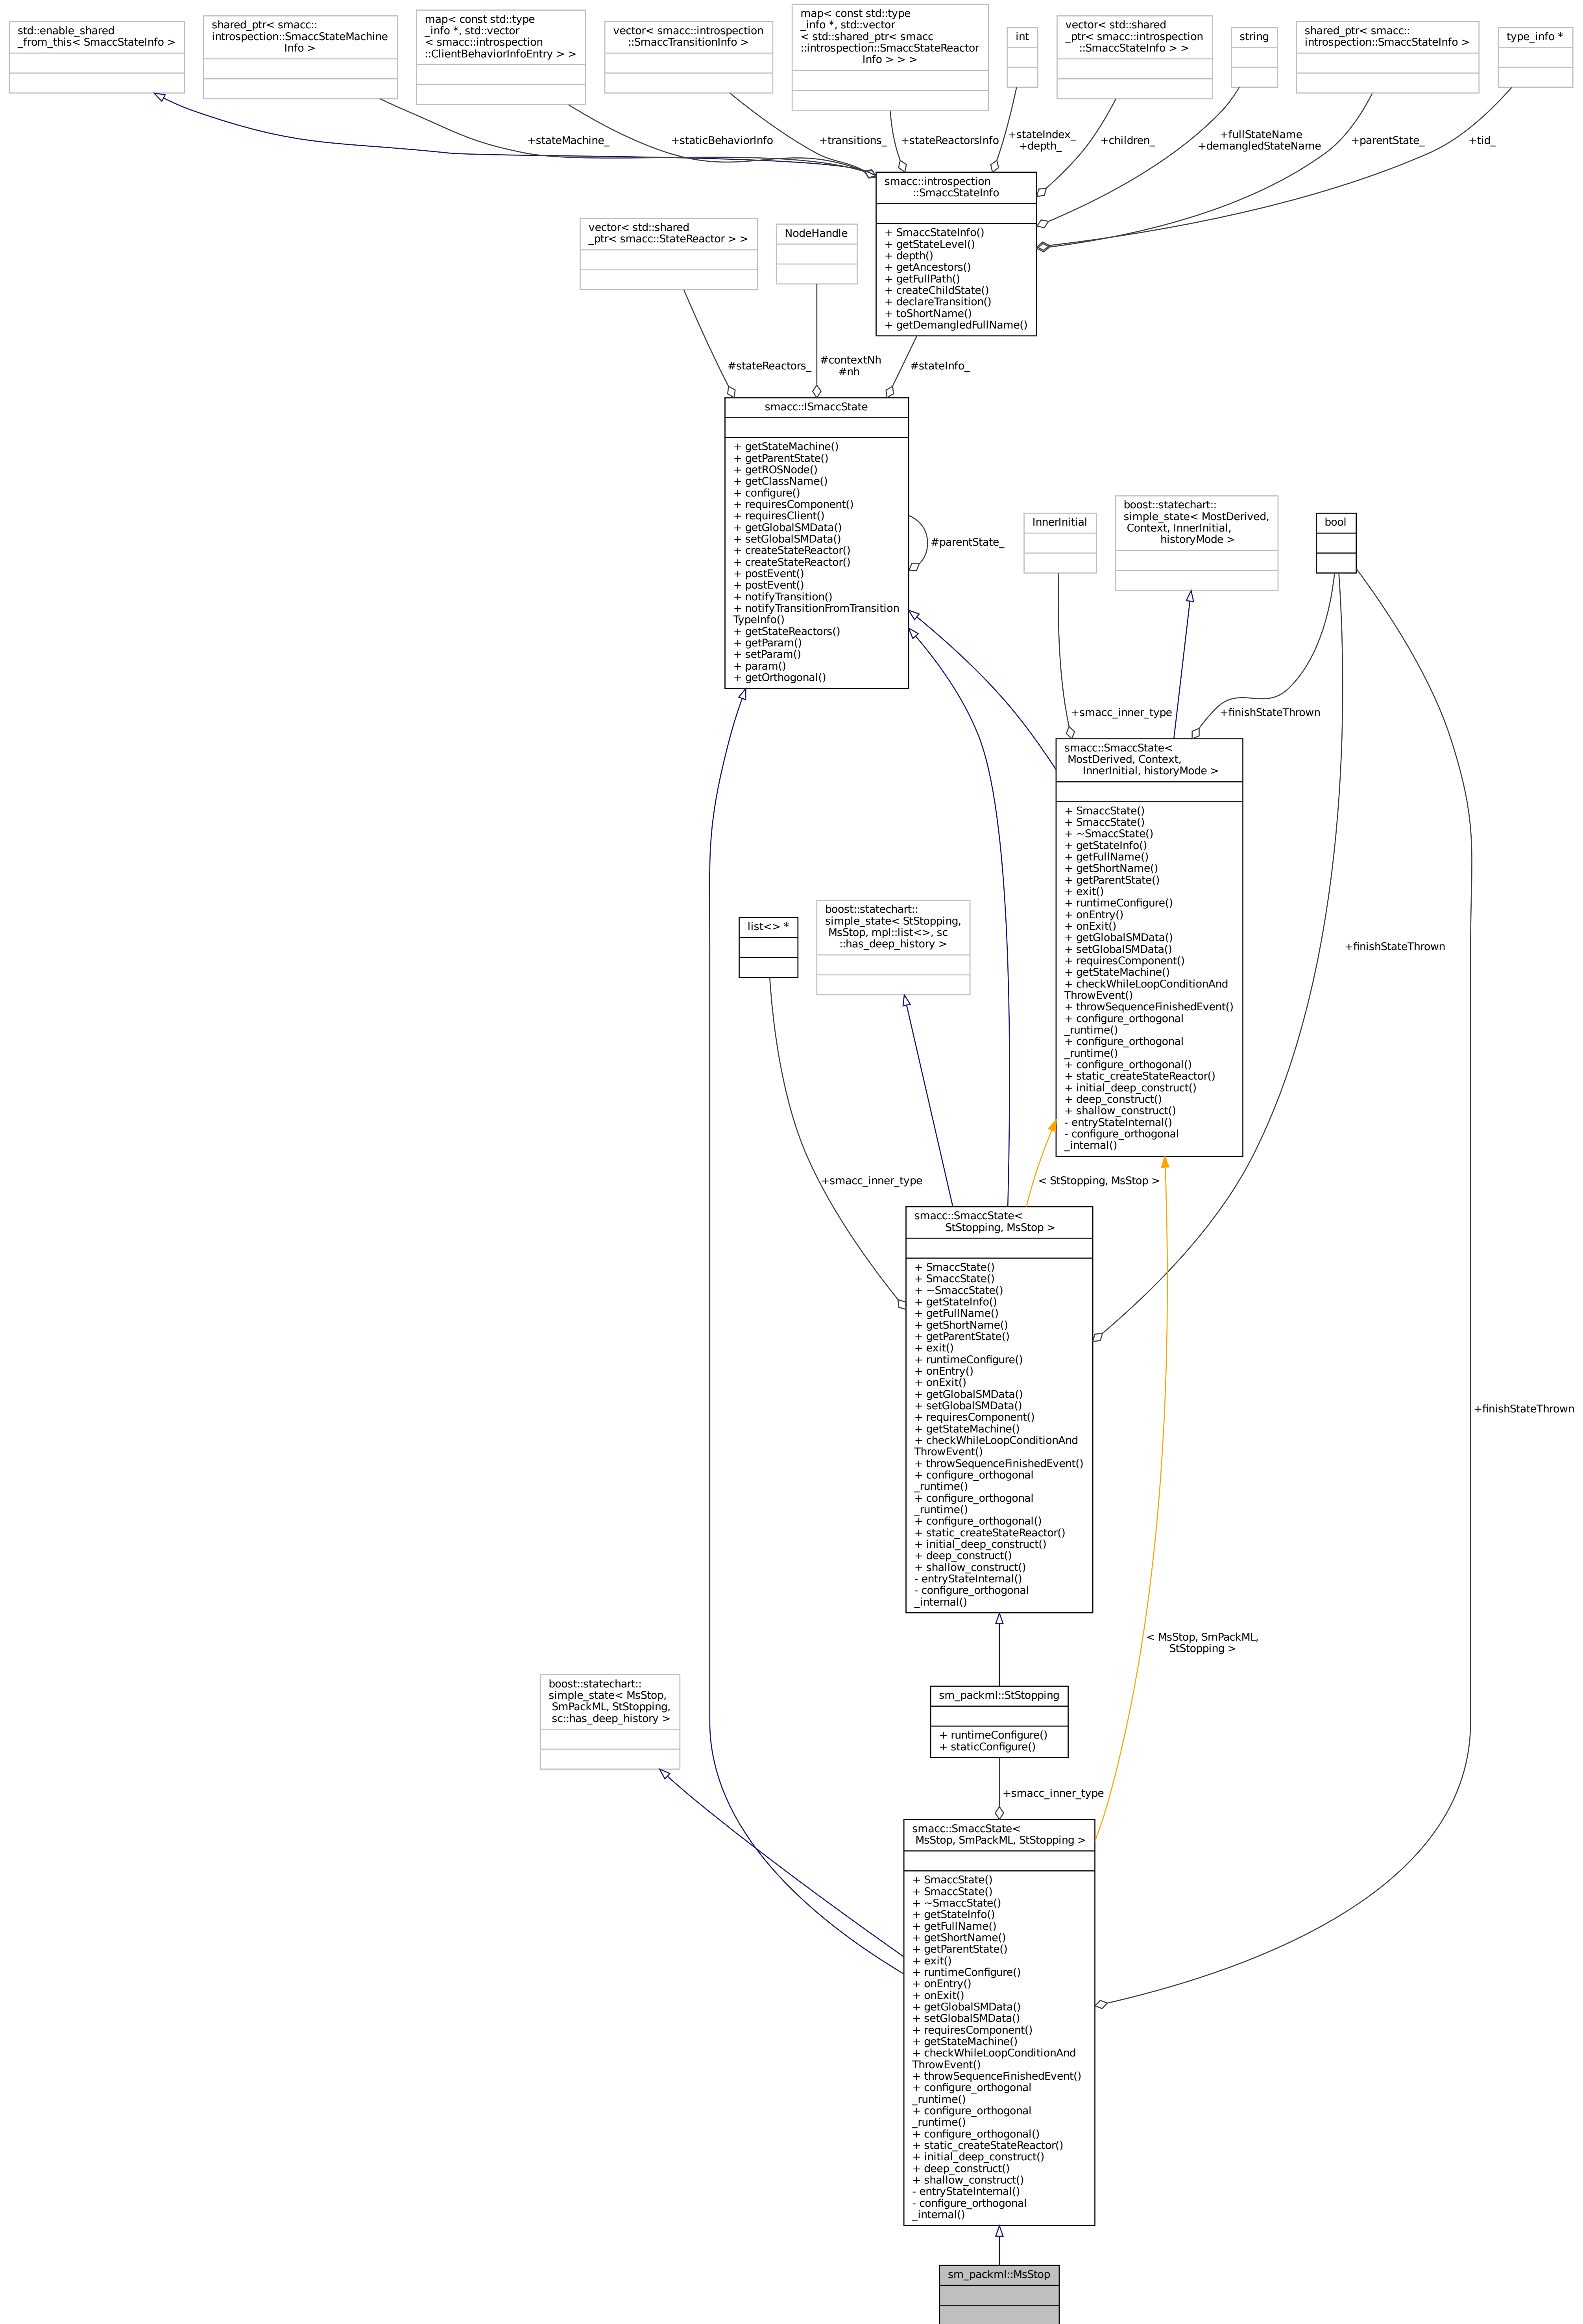 std::enable_shared
_from_this< SmaccStateInfo >
shared_ptr< smacc::
introspection::SmaccStateMachine
Info >
map< const std::type
_info *, std::vector
< smacc::introspection
::ClientBehaviorInfoEntry > >
vector< smacc::introspection
::SmaccTransitionInfo >
map< const std::type
_info *, std::vector
< std::shared_ptr< smacc
::introspection::SmaccStateReactor
Info > > >
int
vector< std::shared
_ptr< smacc::introspection
::SmaccStateInfo > >
string
shared_ptr< smacc::
introspection::SmaccStateInfo >
type_info *
+stateMachine_
+staticBehaviorInfo
+transitions_
+stateReactorsInfo
+stateIndex_
+depth_
+children_
+fullStateName
+demangledStateName
+parentState_
+tid_
smacc::introspection
::SmaccStateInfo
+ SmaccStateInfo()
+ getStateLevel()
+ depth()
+ getAncestors()
+ getFullPath()
+ createChildState()
+ declareTransition()
+ toShortName()
+ getDemangledFullName()
vector< std::shared
_ptr< smacc::StateReactor > >
NodeHandle
#stateReactors_
#contextNh
#nh
#stateInfo_
smacc::ISmaccState
+ getStateMachine()
+ getParentState()
+ getROSNode()
+ getClassName()
+ configure()
+ requiresComponent()
+ requiresClient()
+ getGlobalSMData()
+ setGlobalSMData()
+ createStateReactor()
+ createStateReactor()
+ postEvent()
+ postEvent()
+ notifyTransition()
+ notifyTransitionFromTransition
TypeInfo()
+ getStateReactors()
+ getParam()
+ setParam()
+ param()
+ getOrthogonal()
#parentState_
InnerInitial
boost::statechart::
simple_state< MostDerived,
Context, InnerInitial,
historyMode >
bool
+smacc_inner_type
+finishStateThrown
smacc::SmaccState<
MostDerived, Context,
InnerInitial, historyMode >
+ SmaccState()
+ SmaccState()
+ ~SmaccState()
+ getStateInfo()
+ getFullName()
+ getShortName()
+ getParentState()
+ exit()
+ runtimeConfigure()
+ onEntry()
+ onExit()
+ getGlobalSMData()
+ setGlobalSMData()
+ requiresComponent()
+ getStateMachine()
+ checkWhileLoopConditionAnd
ThrowEvent()
+ throwSequenceFinishedEvent()
+ configure_orthogonal
_runtime()
+ configure_orthogonal
_runtime()
+ configure_orthogonal()
+ static_createStateReactor()
+ initial_deep_construct()
+ deep_construct()
+ shallow_construct()
- entryStateInternal()
- configure_orthogonal
_internal()
list<> *
boost::statechart::
simple_state< StStopping,
MsStop, mpl::list<>, sc
::has_deep_history >
+finishStateThrown
+smacc_inner_type
< StStopping, MsStop >
smacc::SmaccState<
StStopping, MsStop >
+ SmaccState()
+ SmaccState()
+ ~SmaccState()
+ getStateInfo()
+ getFullName()
+ getShortName()
+ getParentState()
+ exit()
+ runtimeConfigure()
+ onEntry()
+ onExit()
+ getGlobalSMData()
+ setGlobalSMData()
+ requiresComponent()
+ getStateMachine()
+ checkWhileLoopConditionAnd
ThrowEvent()
+ throwSequenceFinishedEvent()
+ configure_orthogonal
_runtime()
+ configure_orthogonal
_runtime()
+ configure_orthogonal()
+ static_createStateReactor()
+ initial_deep_construct()
+ deep_construct()
+ shallow_construct()
- entryStateInternal()
- configure_orthogonal
_internal()
+finishStateThrown
< MsStop, SmPackML,
StStopping >
boost::statechart::
simple_state< MsStop,
SmPackML, StStopping,
sc::has_deep_history >
sm_packml::StStopping
+ runtimeConfigure()
+ staticConfigure()
+smacc_inner_type
smacc::SmaccState<
MsStop, SmPackML, StStopping >
+ SmaccState()
+ SmaccState()
+ ~SmaccState()
+ getStateInfo()
+ getFullName()
+ getShortName()
+ getParentState()
+ exit()
+ runtimeConfigure()
+ onEntry()
+ onExit()
+ getGlobalSMData()
+ setGlobalSMData()
+ requiresComponent()
+ getStateMachine()
+ checkWhileLoopConditionAnd
ThrowEvent()
+ throwSequenceFinishedEvent()
+ configure_orthogonal
_runtime()
+ configure_orthogonal
_runtime()
+ configure_orthogonal()
+ static_createStateReactor()
+ initial_deep_construct()
+ deep_construct()
+ shallow_construct()
- entryStateInternal()
- configure_orthogonal
_internal()
sm_packml::MsStop